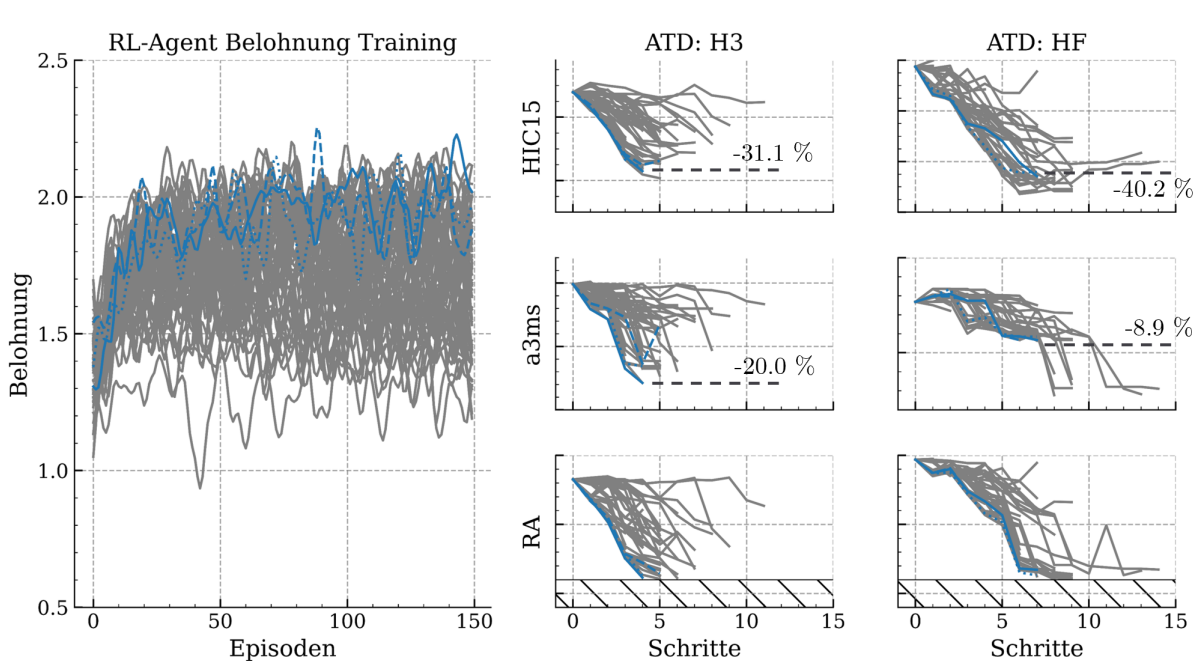 RL-Agent Belohnung Training
ATD: H3
ATD: HF
2.5
2.0
1.5
1.0
0.5
Belohnung
0
50
100
150
Episoden
HIC15
-31.1 %
-40.2 %
a3ms
-20.0 %
-8.9 %
RA
0
5
10
15
Schritte
0
5
10
15
Schritte